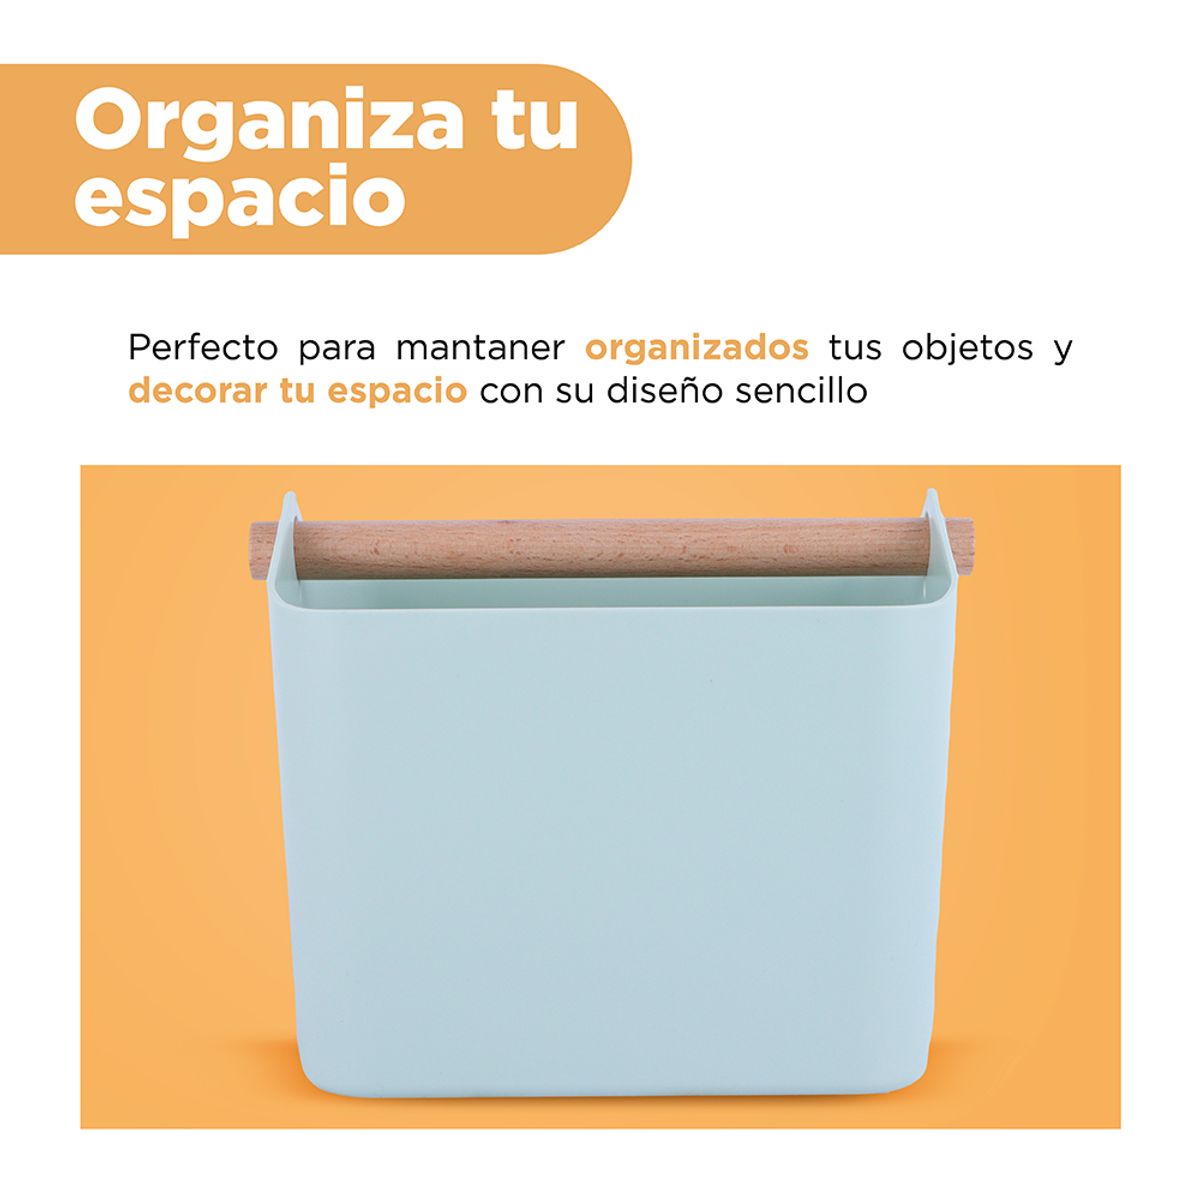 Organiza tu
espacio
Perfecto para mantaner organizados tus objetos y
decorar tu espacio con su diseño sencillo